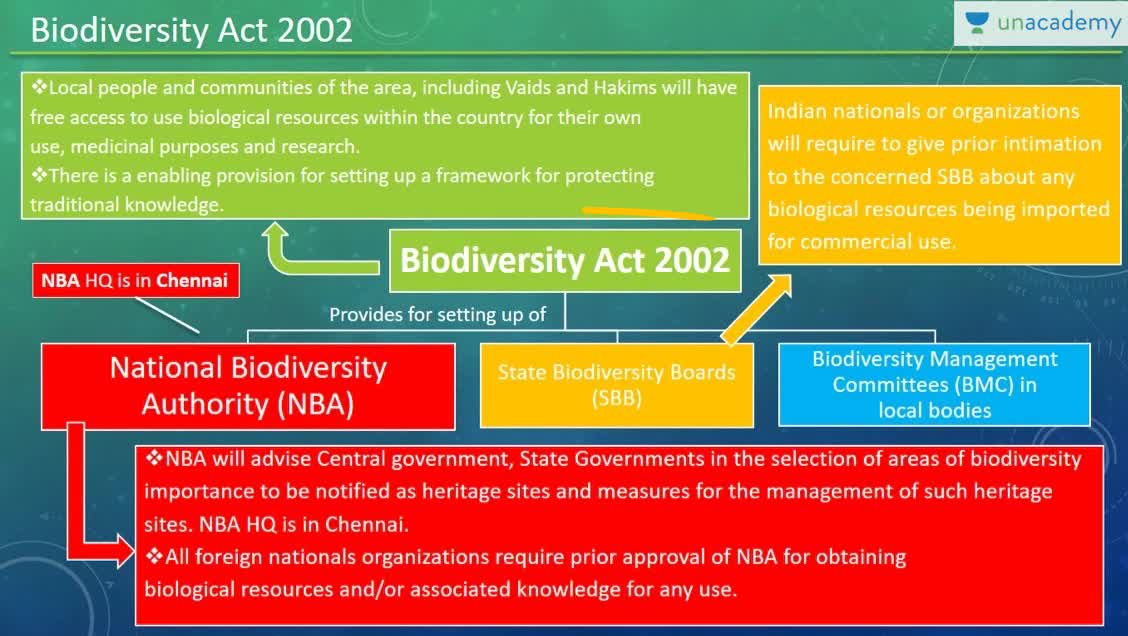 Biodiversity Act 2002
unacademy
❖Local people and communities of the area, including Vaids and Hakims will have
free access to use biological resources within the country for their own
use, medicinal purposes and research.
❖There is a enabling provision for setting up a framework for protecting
traditional knowledge.
Indian nationals or organizations
will require to give prior intimation
to the concerned SBB about any
biological resources being imported
for commercial use.
Biodiversity Act 2002
NBA HQ is in Chennai
Provides for setting up of
National Biodiversity
Authority (NBA)
State Biodiversity Boards
(SBB)
Biodiversity Management
Committees (BMC) in
local bodies
❖NBA will advise Central government, State Governments in the selection of areas of biodiversity
importance to be notified as heritage sites and measures for the management of such heritage
sites. NBA HQ is in Chennai.
❖All foreign nationals organizations require prior approval of NBA for obtaining
biological resources and/or associated knowledge for any use.